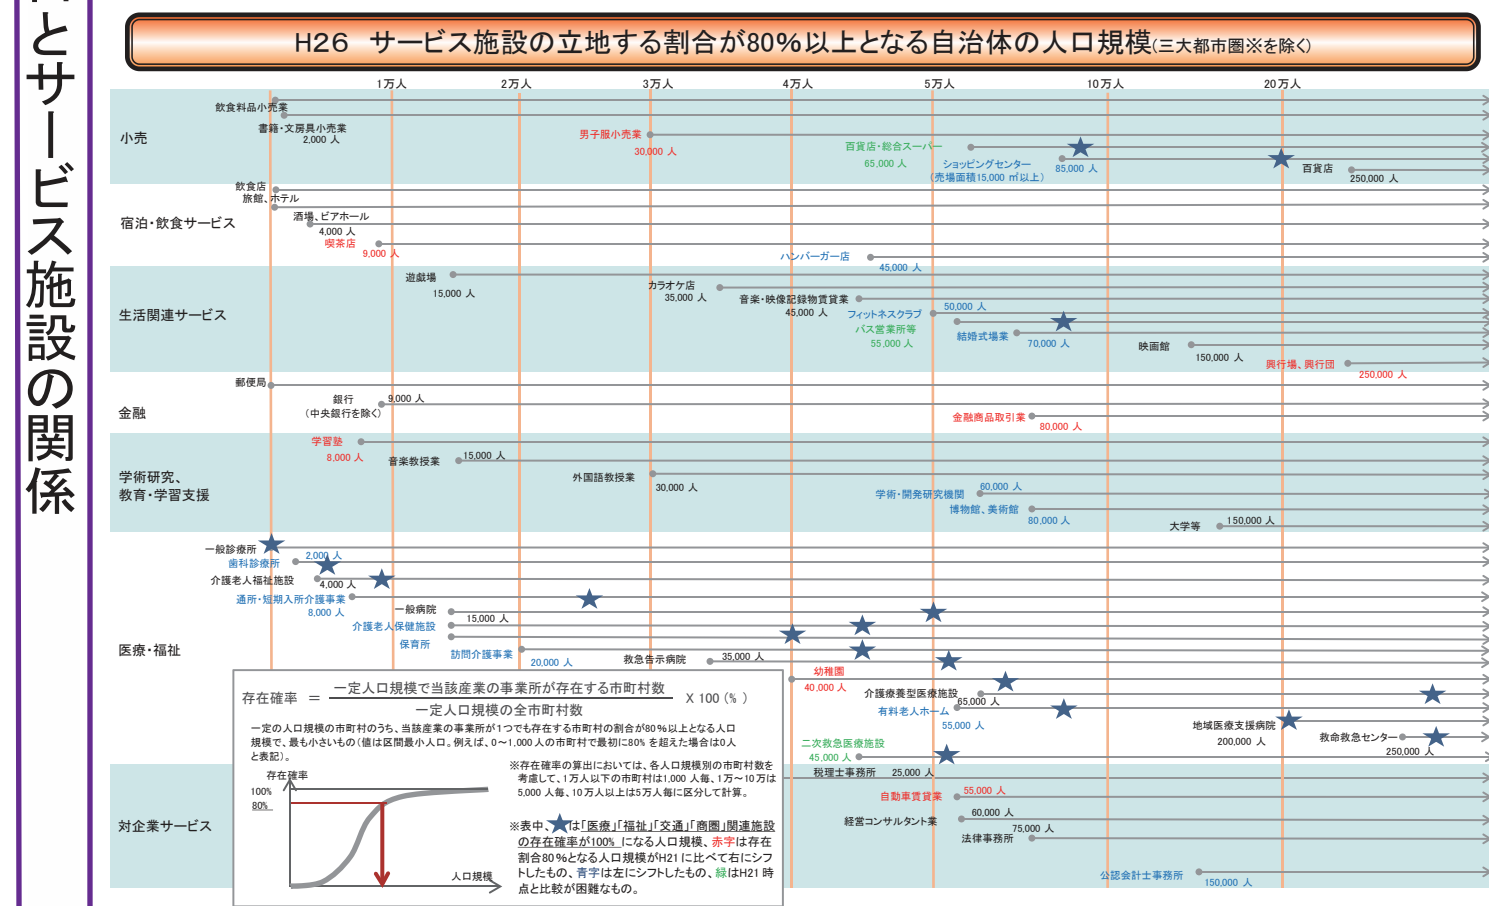 とサービス施設の関係
H26 サービス施設の立地する割合が80%以上となる自治体の人口規模(三大都市圏※を除く)
1万人 2万人 3万人 4万人 5万人 10万人 20万人
小売
飲食料品小売業
書籍・文房具小売業
2,000 人
男子服小売業
30,000 人
百貨店・総合スーパー
65,000 人
ショッピングセンター
(売場面積15,000 ㎡以上)
85,000 人
百貨店
250,000 人
宿泊・飲食サービス
飲食店
旅館、ホテル
酒場、ビアホール
4,000 人
喫茶店
9,000 人
ハンバーガー店
45,000 人
生活関連サービス
遊戯場
15,000 人
カラオケ店
35,000 人
音楽・映像記録物賃貸業
45,000 人
フィットネスクラブ
50,000 人
バス営業所等
55,000 人
結婚式場業
70,000 人
映画館
150,000 人
興行場、興行団
250,000 人
金融
郵便局
銀行
(中央銀行を除く)
9,000 人
金融商品取引業
80,000 人
学術研究、
教育・学習支援
学習塾
8,000 人
音楽教授業
15,000 人
外国語教授業
30,000 人
学術・開発研究機関
60,000 人
博物館、美術館
80,000 人
大学等
150,000 人
医療・福祉
一般診療所
歯科診療所
2,000 人
介護老人福祉施設
4,000 人
通所・短期入所介護事業
8,000 人
一般病院
15,000 人
介護老人保健施設
保育所
訪問介護事業
20,000 人
救急告示病院
35,000 人
幼稚園
40,000 人
介護療養型医療施設
65,000 人
有料老人ホーム
55,000 人
地域医療支援病院
200,000 人
救命救急センター
250,000 人
二次救急医療施設
45,000 人
対企業サービス
税理士事務所 25,000 人
自動車賃貸業
55,000 人
経営コンサルタント業
60,000 人
法律事務所
75,000 人
公認会計士事務所
150,000 人
存在確率 = 一定人口規模で当該産業の事業所が存在する市町村数 X 100 (%)
一定人口規模の全市町村数
一定の人口規模の市町村のうち、当該産業の事業所が1つでも存在する市町村の割合が80%以上となる人口
規模で、最も小さいもの(値は区間最小人口。例えば、0~1,000 人の市町村で最初に80% を超えた場合は0人
と表記)。
存在確率
100%
80%
人口規模
※存在確率の算出においては、各人口規模別の市町村数を
考慮して、1万人以下の市町村は1,000 人毎、1万~10万は
5,000 人毎、10万人以上は5万人毎に区分して計算。
※表中、★は「医療」「福祉」「交通」「商圏」関連施設
の存在確率が100% になる人口規模、赤字は存在
割合80%となる人口規模がH21に比べて右にシフ
トしたもの、青字は左にシフトしたもの、緑はH21 時
点と比較が困難なもの。